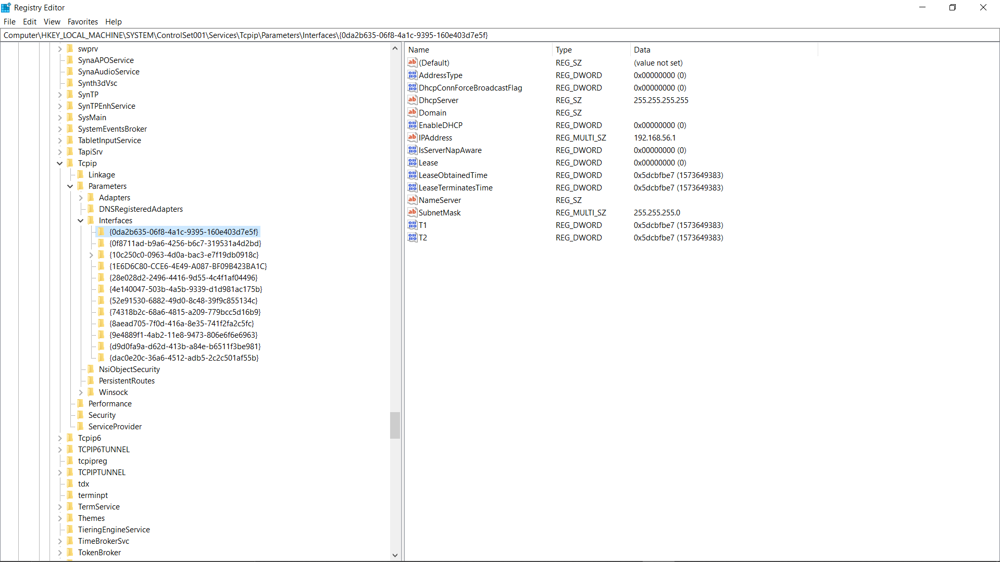 Registry Editor
File Edit View Favorites Help
Computer\HKEY_LOCAL_MACHINE\SYSTEM\ControlSet001\Services\Tcpip\Parameters\Interfaces\{0da2b635-06f8-4a1c-9395-160e403d7e5f}
swprv
SynaAPOService
SynaAudioService
Synth3dVsc
SynTP
SynTPEnhService
SysMain
SystemEventsBroker
TabletInputService
TapiSrv
Tcpip
Linkage
Parameters
Adapters
DNSRegisteredAdapters
Interfaces
{0da2b635-06f8-4a1c-9395-160e403d7e5f}
{0f8711ad-b9a6-4256-b6c7-319531a4d2bd}
{10c250c0-0963-4d0a-bac3-e7f19db0918c}
{1E6D6C80-CCE6-4E49-A087-BF09B423BA1C}
{28e028d2-2496-4416-9d55-4c4f1af04496}
{4e140047-503b-4a5b-9339-d1d981ac175b}
{52e91530-6882-49d0-8c48-39f9c855134c}
{74318b2c-68a6-4815-a209-779bcc5d16b9}
{8aead705-7f0d-416a-8e35-741f2fa2c5fc}
{9e4889f1-4ab2-11e8-9473-806e6f6e6963}
{d9d0fa9a-d62d-413b-a84e-b6511f3be981}
{dac0e20c-36a6-4512-adb5-2c2c501af55b}
NsiObjectSecurity
PersistentRoutes
Winsock
Performance
Security
ServiceProvider
Tcpip6
TCPIP6TUNNEL
tcpipreg
TCPIPTUNNEL
tdx
terminpt
TermService
Themes
TieringEngineService
TimeBrokerSvc
TokenBroker
Name Type Data
(Default) REG_SZ (value not set)
AddressType REG_DWORD 0x00000000 (0)
DhcpConnForceBroadcastFlag REG_DWORD 0x00000000 (0)
DhcpServer REG_SZ 255.255.255.255
Domain REG_SZ
EnableDHCP REG_DWORD 0x00000000 (0)
IPAddress REG_MULTI_SZ 192.168.56.1
IsServerNapAware REG_DWORD 0x00000000 (0)
Lease REG_DWORD 0x00000000 (0)
LeaseObtainedTime REG_DWORD 0x5dcbfbe7 (1573649383)
LeaseTerminatesTime REG_DWORD 0x5dcbfbe7 (1573649383)
NameServer REG_SZ
SubnetMask REG_MULTI_SZ 255.255.255.0
T1 REG_DWORD 0x5dcbfbe7 (1573649383)
T2 REG_DWORD 0x5dcbfbe7 (1573649383)